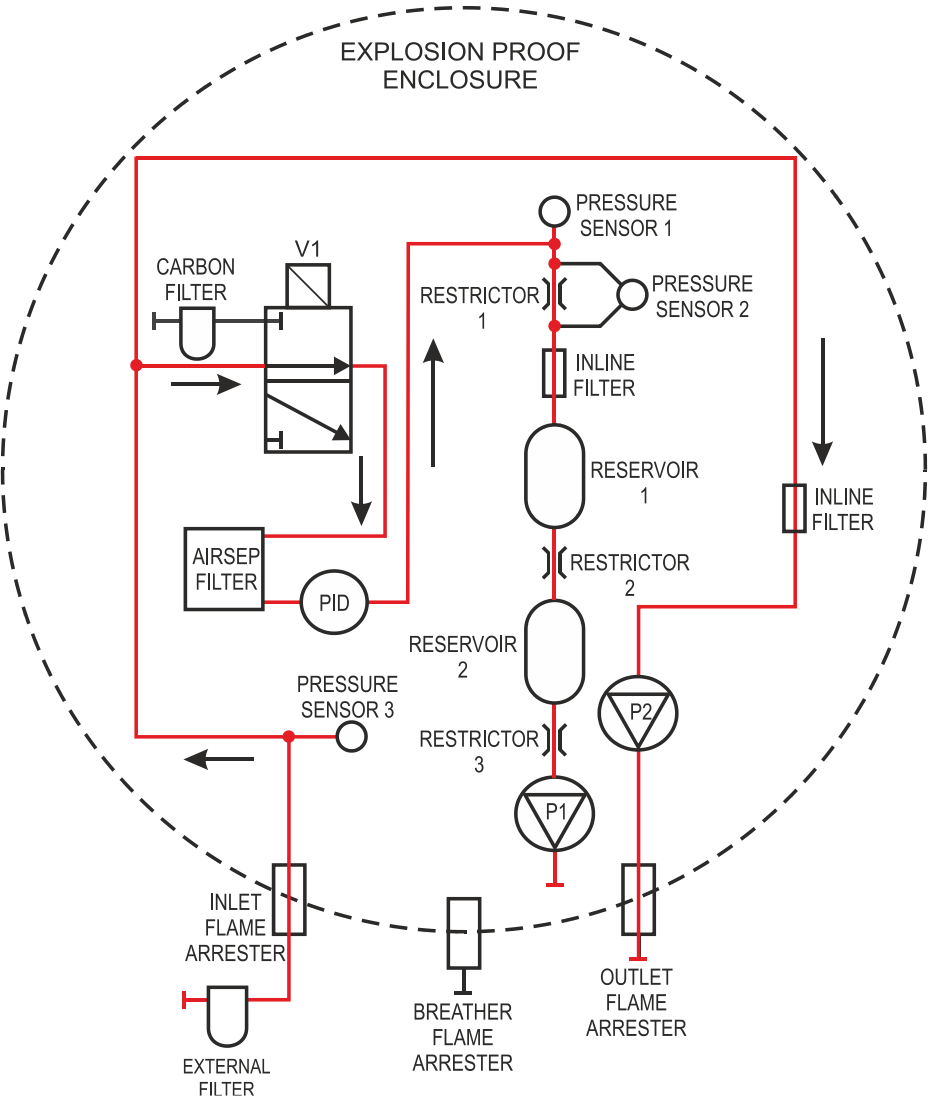 EXPLOSION PROOF
ENCLOSURE
PRESSURE
SENSOR 1
V1
CARBON
FILTER
RESTRICTOR
1
PRESSURE
SENSOR 2
INLINE
FILTER
RESERVOIR
1
INLINE
FILTER
AIRSEP
FILTER
PID
RESTRICTOR
2
RESERVOIR
2
PRESSURE
SENSOR 3
RESTRICTOR
3
P2
P1
INLET
FLAME
ARRESTER
OUTLET
FLAME
ARRESTER
BREATHER
FLAME
ARRESTER
EXTERNAL
FILTER